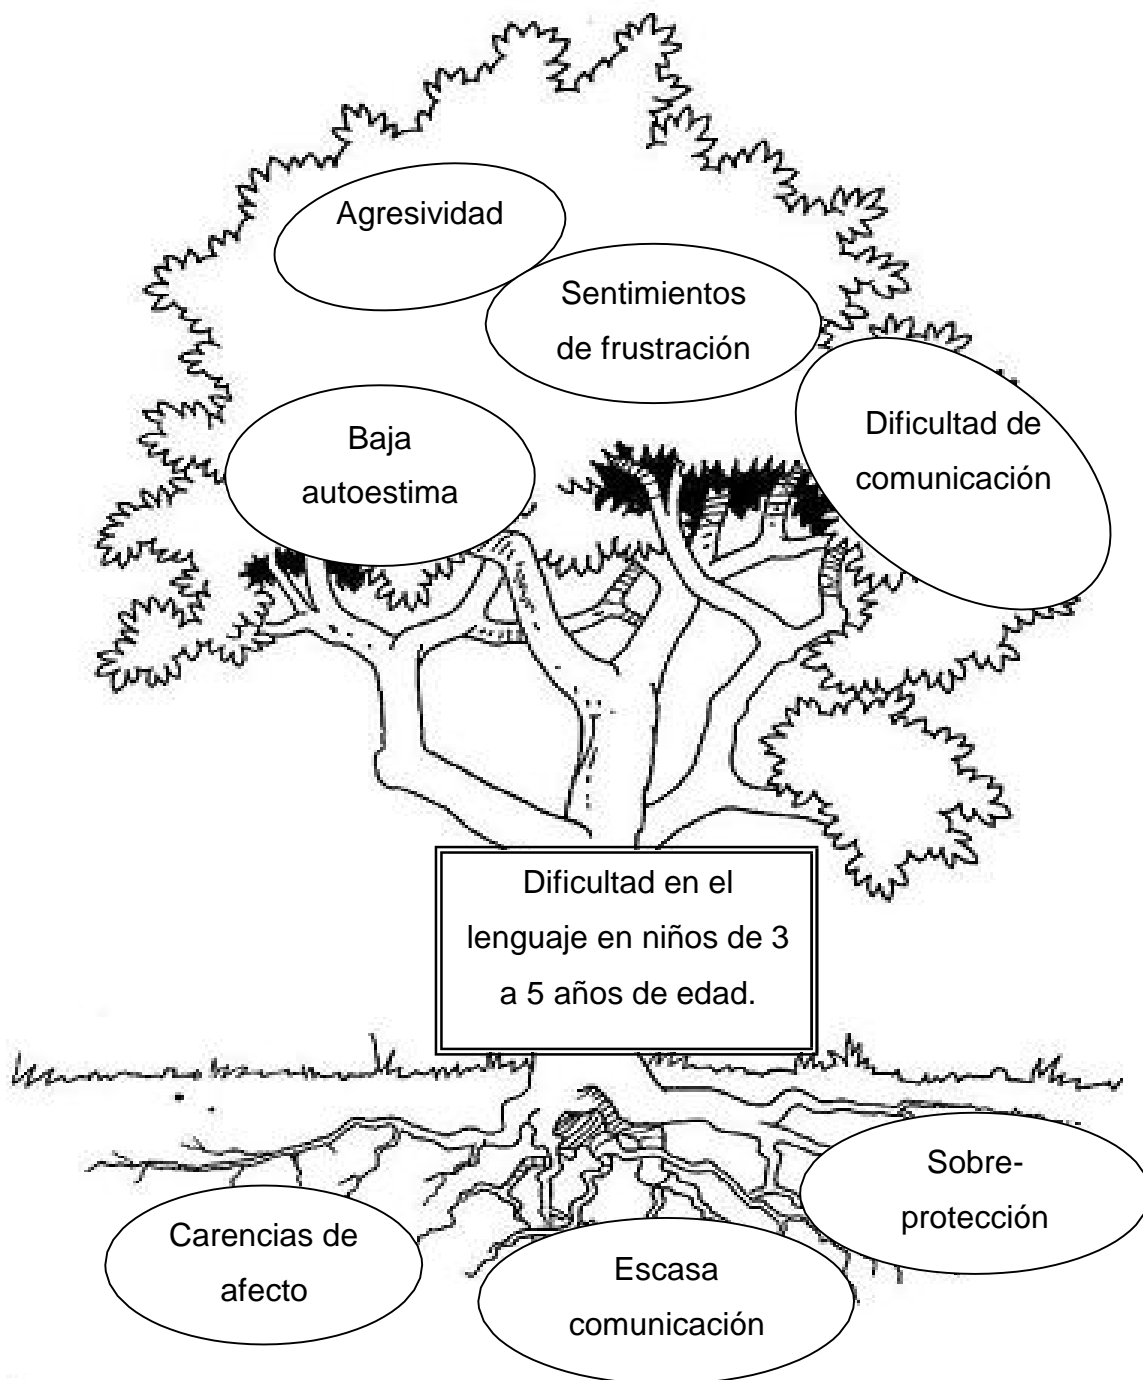 Agresividad
Sentimientos
de frustración
Dificultad de
comunicación
Baja
autoestima
Dificultad en el
lenguaje en niños de 3
a 5 años de edad.
Sobre-
protección
Carencias de
afecto
Escasa
comunicación